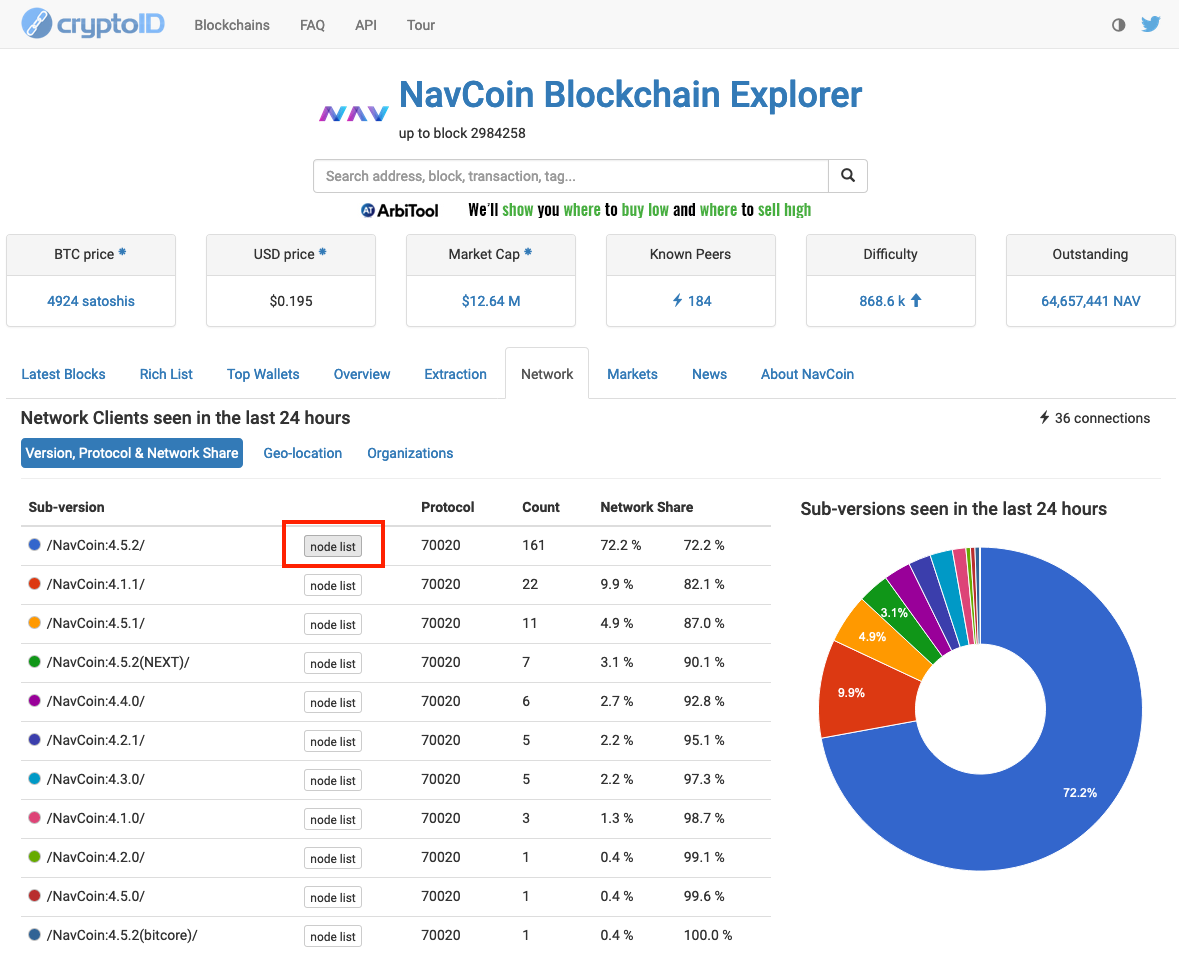 cryptoID Blockchains FAQ API Tour
NAV NavCoin Blockchain Explorer
up to block 2984258
Search address, block, transaction, tag...
AT ArbiTool We'll show you where to buy low and where to sell high
BTC price * USD price * Market Cap * Known Peers Difficulty Outstanding
4924 satoshis $0.195 $12.64 M 184 868.6 k 64,657,441 NAV
Latest Blocks Rich List Top Wallets Overview Extraction Network Markets News About NavCoin
Network Clients seen in the last 24 hours 36 connections
Version, Protocol & Network Share Geo-location Organizations
Sub-version Protocol Count Network Share
/NavCoin:4.5.2/ node list 70020 161 72.2 % 72.2 %
/NavCoin:4.1.1/ node list 70020 22 9.9 % 82.1 %
/NavCoin:4.5.1/ node list 70020 11 4.9 % 87.0 %
/NavCoin:4.5.2(NEXT)/ node list 70020 7 3.1 % 90.1 %
/NavCoin:4.4.0/ node list 70020 6 2.7 % 92.8 %
/NavCoin:4.2.1/ node list 70020 5 2.2 % 95.1 %
/NavCoin:4.3.0/ node list 70020 5 2.2 % 97.3 %
/NavCoin:4.1.0/ node list 70020 3 1.3 % 98.7 %
/NavCoin:4.2.0/ node list 70020 1 0.4 % 99.1 %
/NavCoin:4.5.0/ node list 70020 1 0.4 % 99.6 %
/NavCoin:4.5.2(bitcore)/ node list 70020 1 0.4 % 100.0 %
Sub-versions seen in the last 24 hours
3.1%
4.9%
9.9%
72.2%